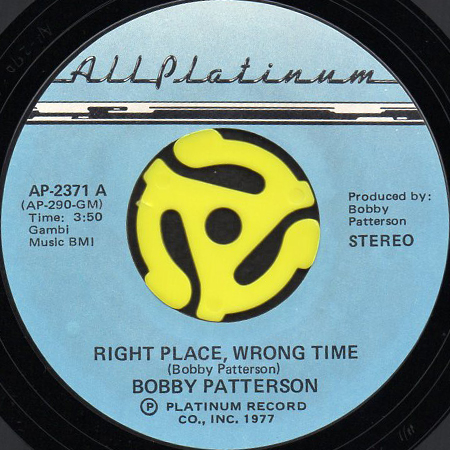 All Platinum
AP-2371 A
(AP-290-GM)
Time: 3:50
Gambi
Music BMI
Produced by:
Bobby
Patterson
STEREO
RIGHT PLACE, WRONG TIME
(Bobby Patterson)
BOBBY PATTERSON
Ⓟ PLATINUM RECORD
CO., INC. 1977